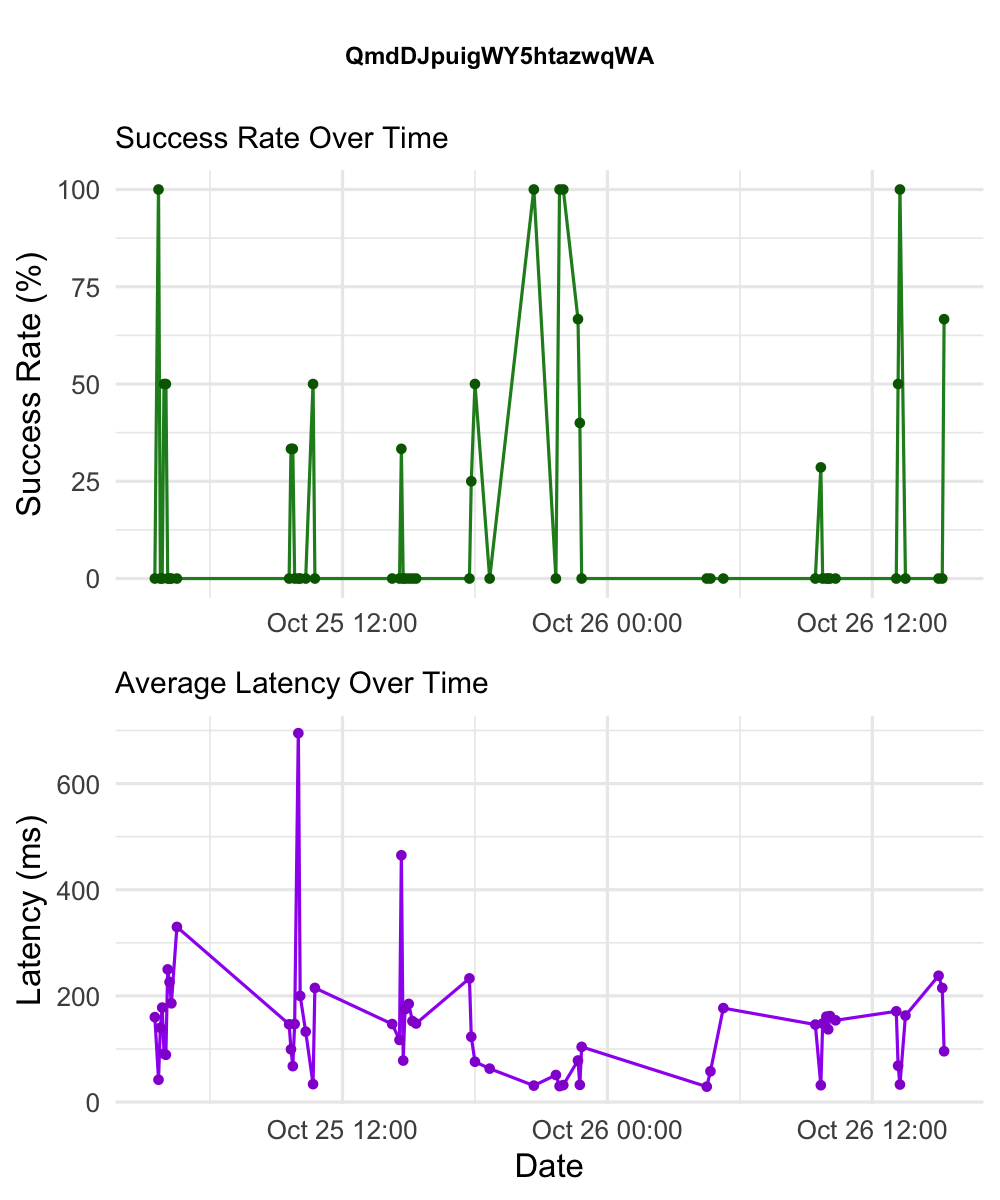 QmdDJpuigWY5htazwqWA
Success Rate Over Time
Success Rate (%)
100
75
50
25
0
Oct 25 12:00 Oct 26 00:00 Oct 26 12:00
Average Latency Over Time
Latency (ms)
600
400
200
0
Oct 25 12:00 Oct 26 00:00 Oct 26 12:00
Date